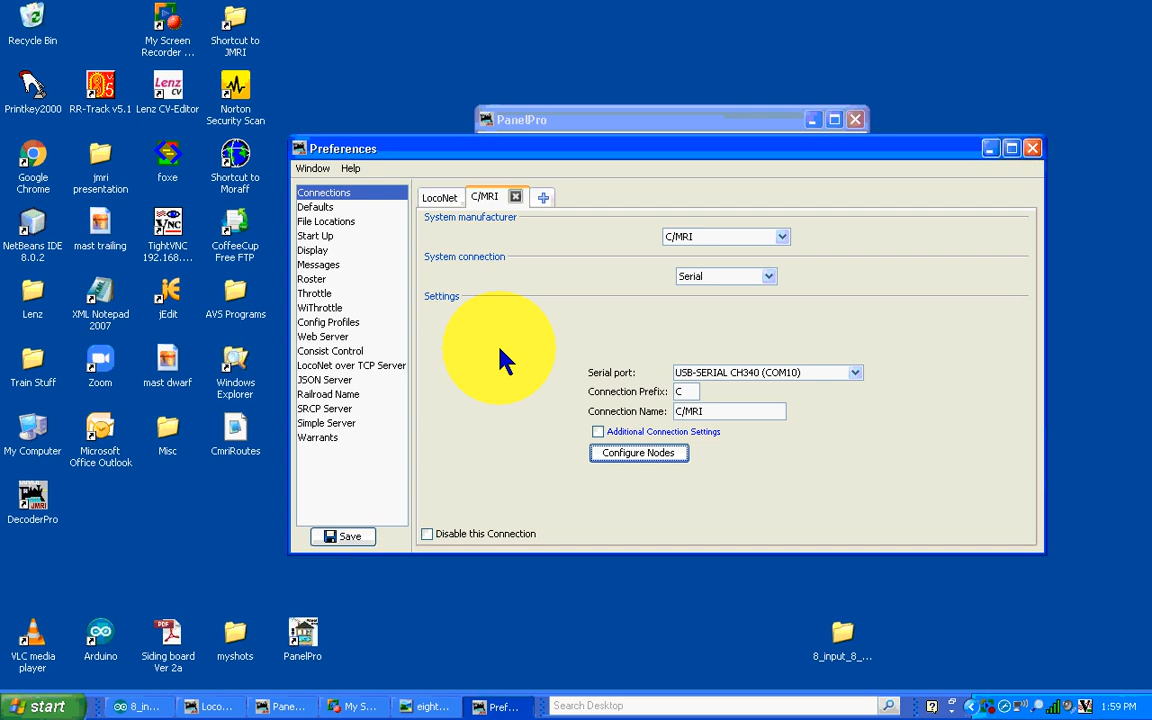 Recycle Bin
My Screen
Recorder ...
Shortcut to
JMRI
Printkey2000
RR-Track v5.1
Lenz CV-Editor
Norton
Security Scan
Google
Chrome
jmri
presentation
foxe
Shortcut to
Moraff
NetBeans IDE
8.0.2
mast trailing
TightVNC
192.168....
CoffeeCup
Free FTP
Lenz
XML Notepad
2007
jEdit
AVS Programs
Train Stuff
Zoom
mast dwarf
Windows
Explorer
My Computer
Microsoft
Office Outlook
Misc
CmriRoutes
DecoderPro
VLC media
player
Arduino
Siding board
Ver 2a
myshots
PanelPro
8_input_8_...
PanelPro
Preferences
Window Help
Connections
Defaults
File Locations
Start Up
Display
Messages
Roster
Throttle
WiThrottle
Config Profiles
Web Server
Consist Control
LocoNet over TCP Server
JSON Server
Railroad Name
SRCP Server
Simple Server
Warrants
Save
LocoNet C/MRI
System manufacturer
C/MRI
System connection
Serial
Settings
Serial port: USB-SERIAL CH340 (COM10)
Connection Prefix: C
Connection Name: C/MRI
Additional Connection Settings
Configure Nodes
Disable this Connection
start
8_in...
Loco...
Pane...
My S...
eight...
Pref...
Search Desktop
1:59 PM